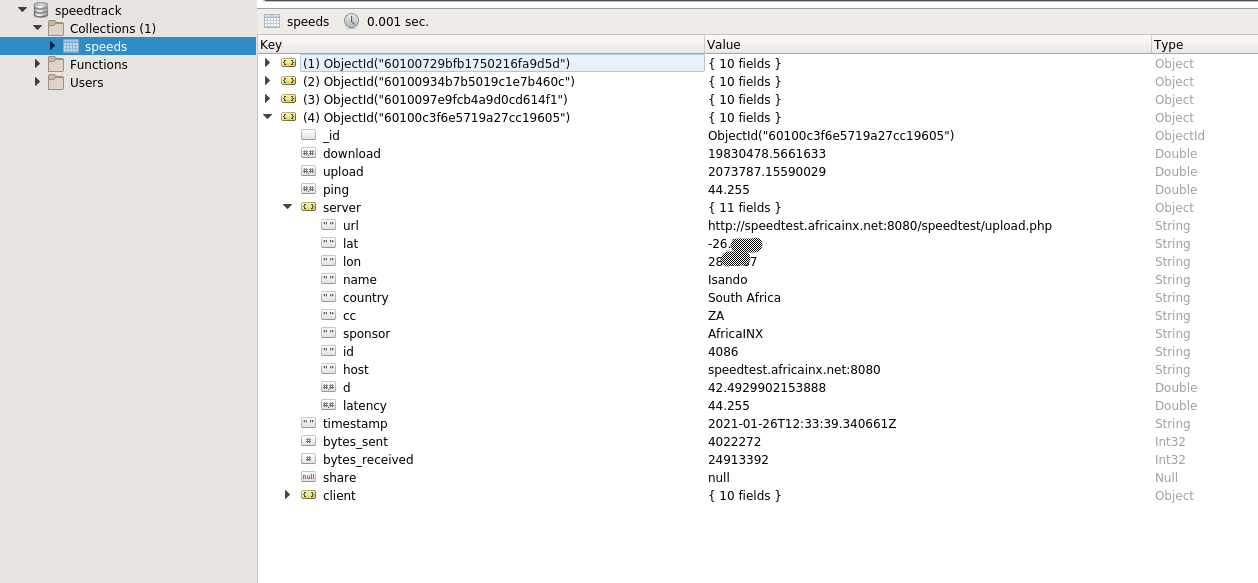 speedtrack
Collections (1)
speeds
Functions
Users
speeds 0.001 sec.
Key Value Type
(1) ObjectId("60100729bfb1750216fa9d5d") { 10 fields } Object
(2) ObjectId("60100934b7b5019c1e7b460c") { 10 fields } Object
(3) ObjectId("6010097e9fcb4a9d0cd614f1") { 10 fields } Object
(4) ObjectId("60100c3f6e5719a27cc19605") { 10 fields } Object
_id ObjectId("60100c3f6e5719a27cc19605") ObjectId
## download 19830478.5661633 Double
## upload 2073787.15590029 Double
## ping 44.255 Double
server { 11 fields } Object
"" url http://speedtest.africainx.net:8080/speedtest/upload.php String
"" lat -26. String
"" lon 28 7 String
"" name Isando String
"" country South Africa String
"" cc ZA String
"" sponsor AfricaINX String
"" id 4086 String
"" host speedtest.africainx.net:8080 String
## d 42.4929902153888 Double
## latency 44.255 Double
"" timestamp 2021-01-26T12:33:39.340661Z String
# bytes_sent 4022272 Int32
# bytes_received 24913392 Int32
null share null Null
client { 10 fields } Object